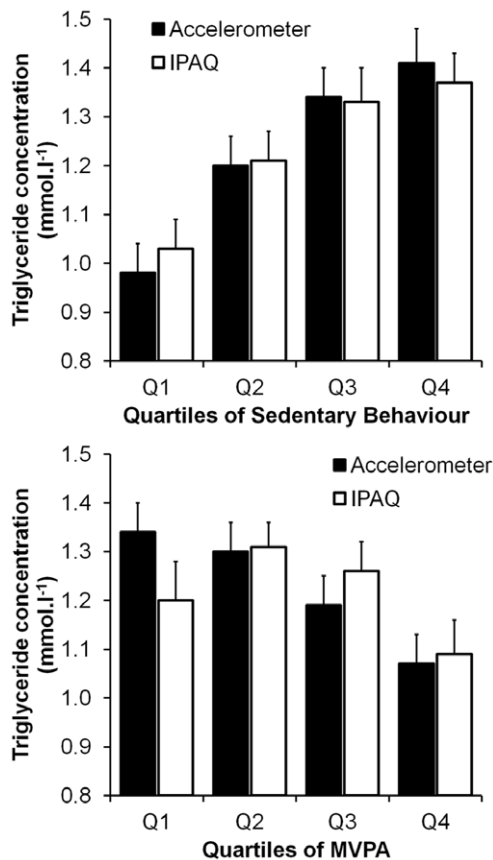 Triglyceride concentration
(mmol.l⁻¹)
1.5
1.4
1.3
1.2
1.1
1.0
0.9
0.8
Accelerometer
IPAQ
Q1 Q2 Q3 Q4
Quartiles of Sedentary Behaviour
Triglyceride concentration
(mmol.l⁻¹)
1.5
1.4
1.3
1.2
1.1
1.0
0.9
0.8
Accelerometer
IPAQ
Q1 Q2 Q3 Q4
Quartiles of MVPA